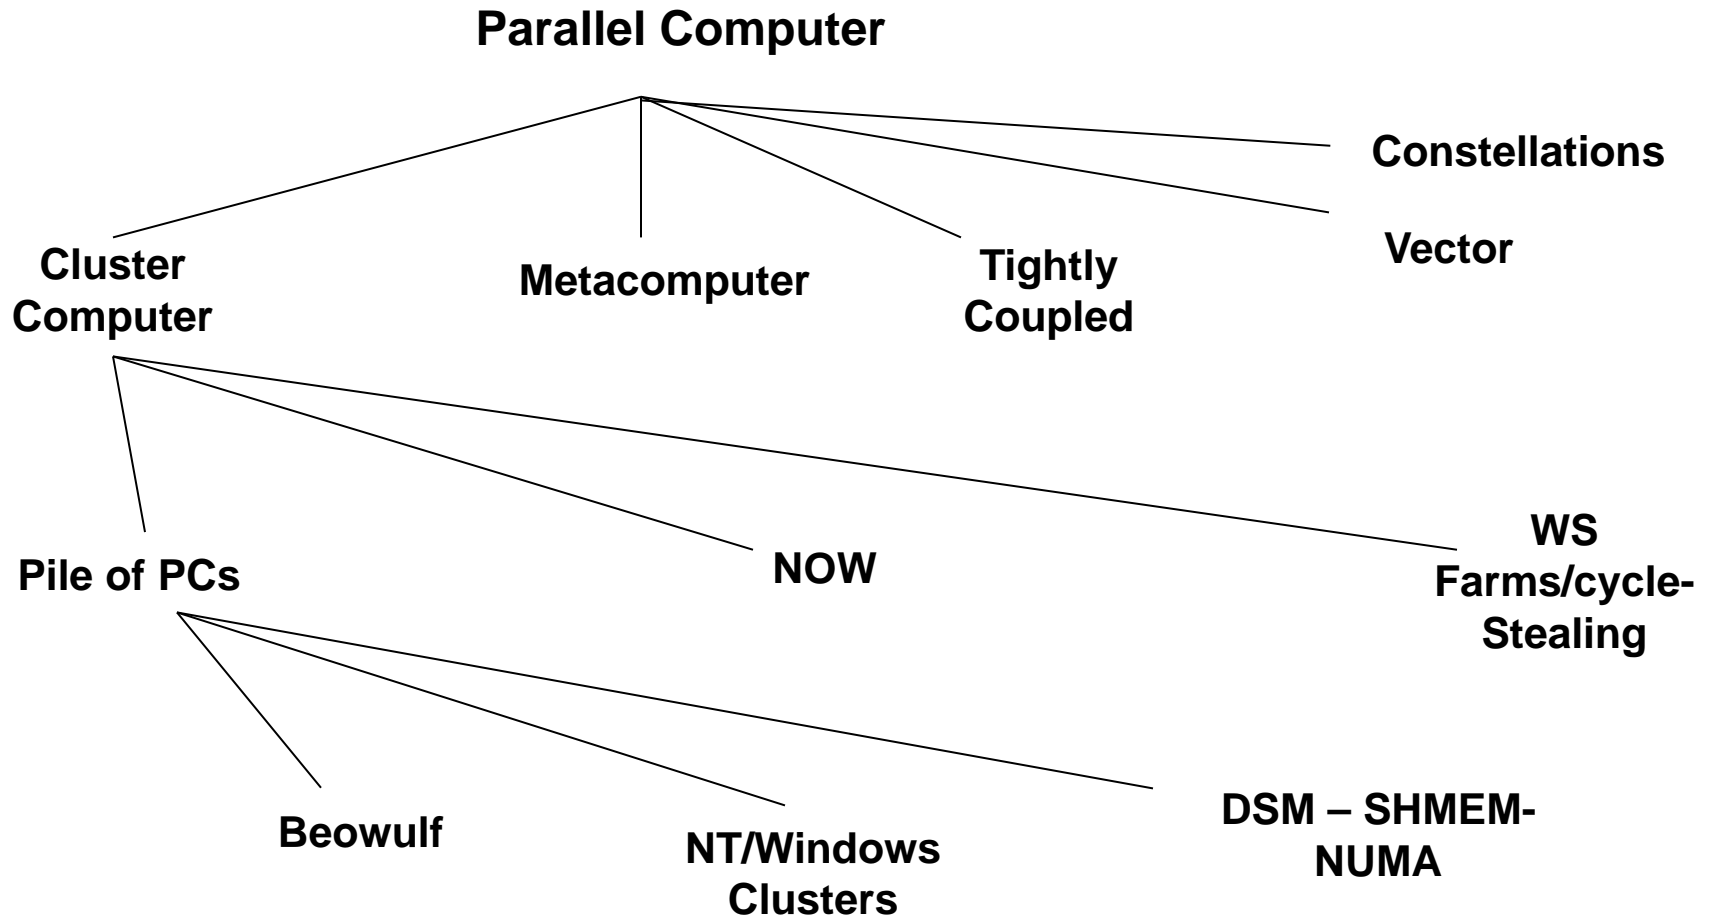 Parallel Computer
Constellations
Vector
Cluster
Computer
Metacomputer
Tightly
Coupled
Pile of PCs
NOW
WS
Farms/cycle-
Stealing
Beowulf
NT/Windows
Clusters
DSM – SHMEM-
NUMA